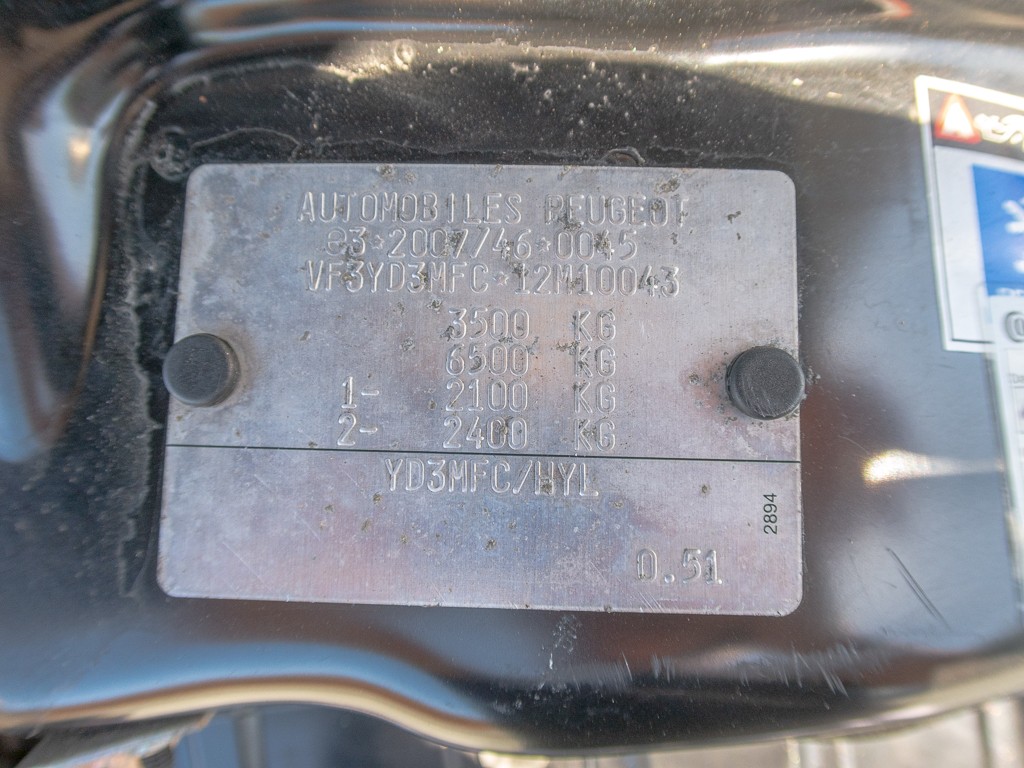 AUTOMOBILES PEUGEOT
e3*2007/46*0045
VF3YD3MFC*12M10043
3500 KG
6500 KG
1- 2100 KG
2- 2400 KG
YD3MFC/HYL
2894
0.51